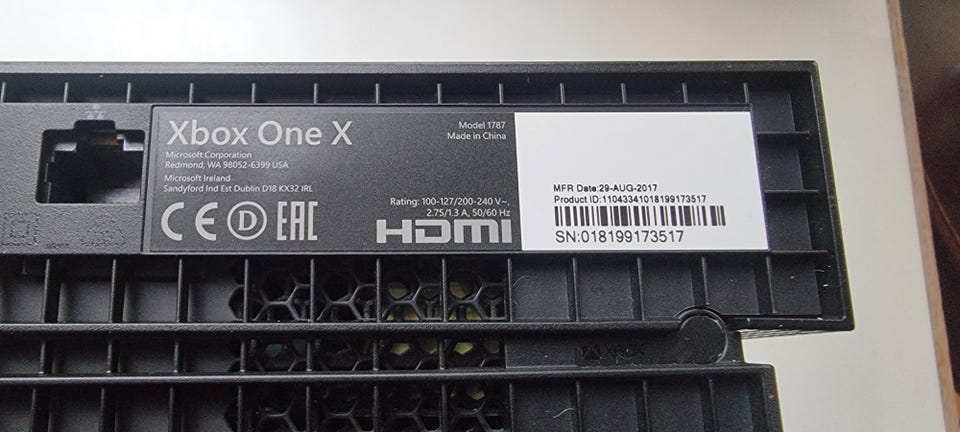 Xbox One X
Microsoft Corporation
Redmond, WA 98052-6399 USA
Microsoft Ireland
Sandyford Ind Est Dublin D18 KX32 IRL
CE D EAC
Model 1787
Made in China
Rating: 100-127/200-240 V~,
2.75/1.3 A, 50/60 Hz
HDMI
MFR Date:29-AUG-2017
Product ID:11043341018199173517
SN:018199173517